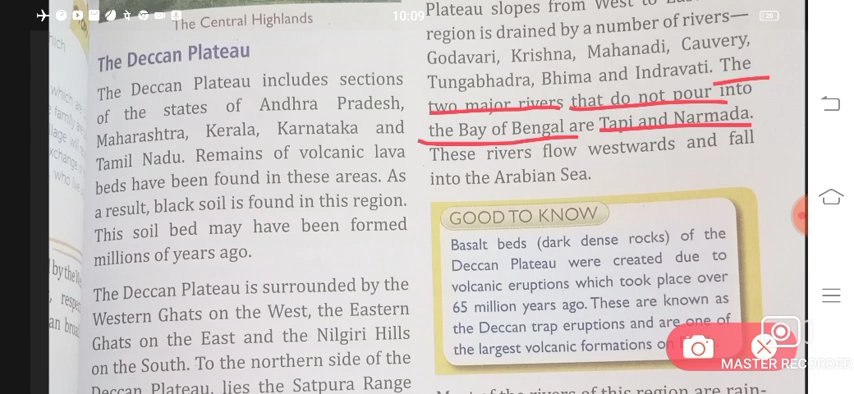 10:09
The Central Highlands
The Deccan Plateau
The Deccan Plateau includes sections
of the states of Andhra Pradesh,
Maharashtra, Kerala, Karnataka and
Tamil Nadu. Remains of volcanic lava
beds have been found in these areas. As
a result, black soil is found in this region.
This soil bed may have been formed
millions of years ago.
The Deccan Plateau is surrounded by the
Western Ghats on the West, the Eastern
Ghats on the East and the Nilgiri Hills
on the South. To the northern side of the
Deccan Plateau, lies the Satpura Range
Plateau slopes from West to
region is drained by a number of rivers—
Godavari, Krishna, Mahanadi, Cauvery,
Tungabhadra, Bhima and Indravati. The
two major rivers that do not pour into
the Bay of Bengal are Tapi and Narmada.
These rivers flow westwards and fall
into the Arabian Sea.
GOOD TO KNOW
Basalt beds (dark dense rocks) of the
Deccan Plateau were created due to
volcanic eruptions which took place over
65 million years ago. These are known as
the Deccan trap eruptions and are one of
the largest volcanic formations
Most of the rivers of this region are rain-
MASTER RECORDER